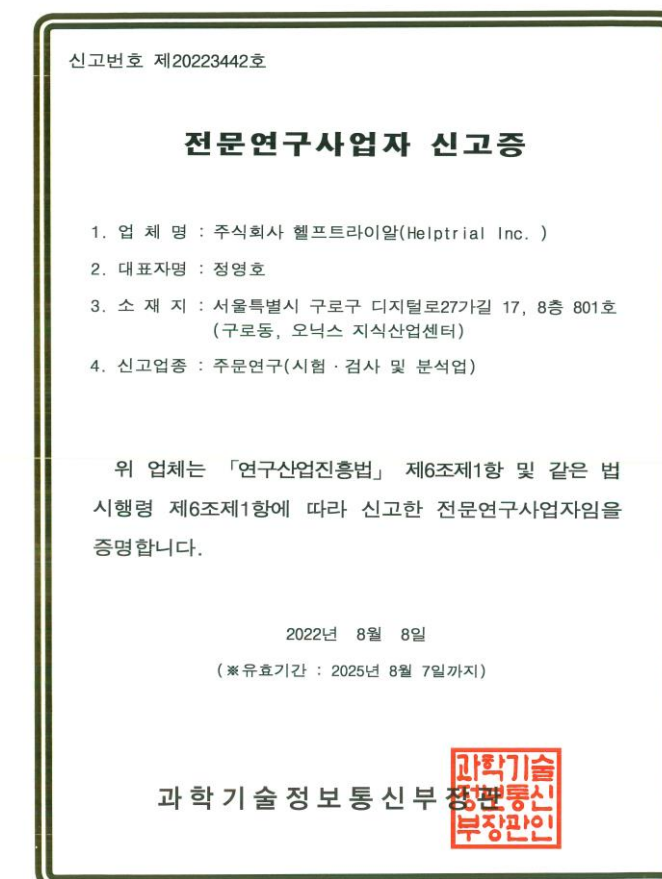 신고번호 제20223442호
전문연구사업자 신고증
1. 업 체 명 : 주식회사 헬프트라이알(Helptrial Inc. )
2. 대표자명 : 정영호
3. 소 재 지 : 서울특별시 구로구 디지털로27가길 17, 8층 801호
(구로동, 오닉스 지식산업센터)
4. 신고업종 : 주문연구(시험·검사 및 분석업)
위 업체는 「연구산업진흥법」 제6조제1항 및 같은 법
시행령 제6조제1항에 따라 신고한 전문연구사업자임을
증명합니다.
2022년 8월 8일
(※유효기간 : 2025년 8월 7일까지)
과학기술정보통신부장관
과학기술
정보통신
부장관인